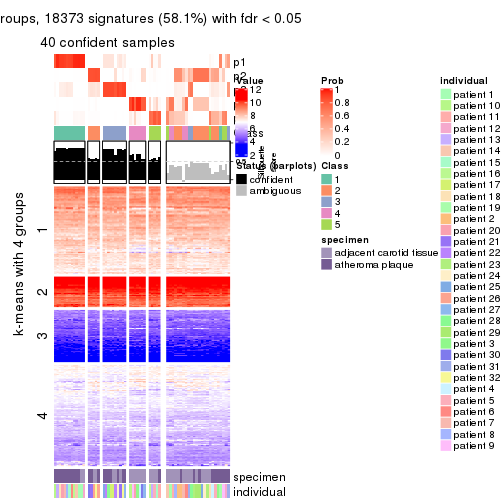 roups, 18373 signatures (58.1%) with fdr < 0.05
40 confident samples
p1
p2
Class
k-means with 4 groups
1
2
3
4
specimen
individual
Value
12
10
8
6
4
2
Status (barplots)
confident
ambiguous
Prob
1
0.8
0.6
0.4
0.2
0
Class
1
2
3
4
5
specimen
adjacent carotid tissue
atheroma plaque
individual
patient 1
patient 10
patient 11
patient 12
patient 13
patient 14
patient 15
patient 16
patient 17
patient 18
patient 19
patient 2
patient 20
patient 21
patient 22
patient 23
patient 24
patient 25
patient 26
patient 27
patient 28
patient 29
patient 3
patient 30
patient 31
patient 32
patient 4
patient 5
patient 6
patient 7
patient 8
patient 9